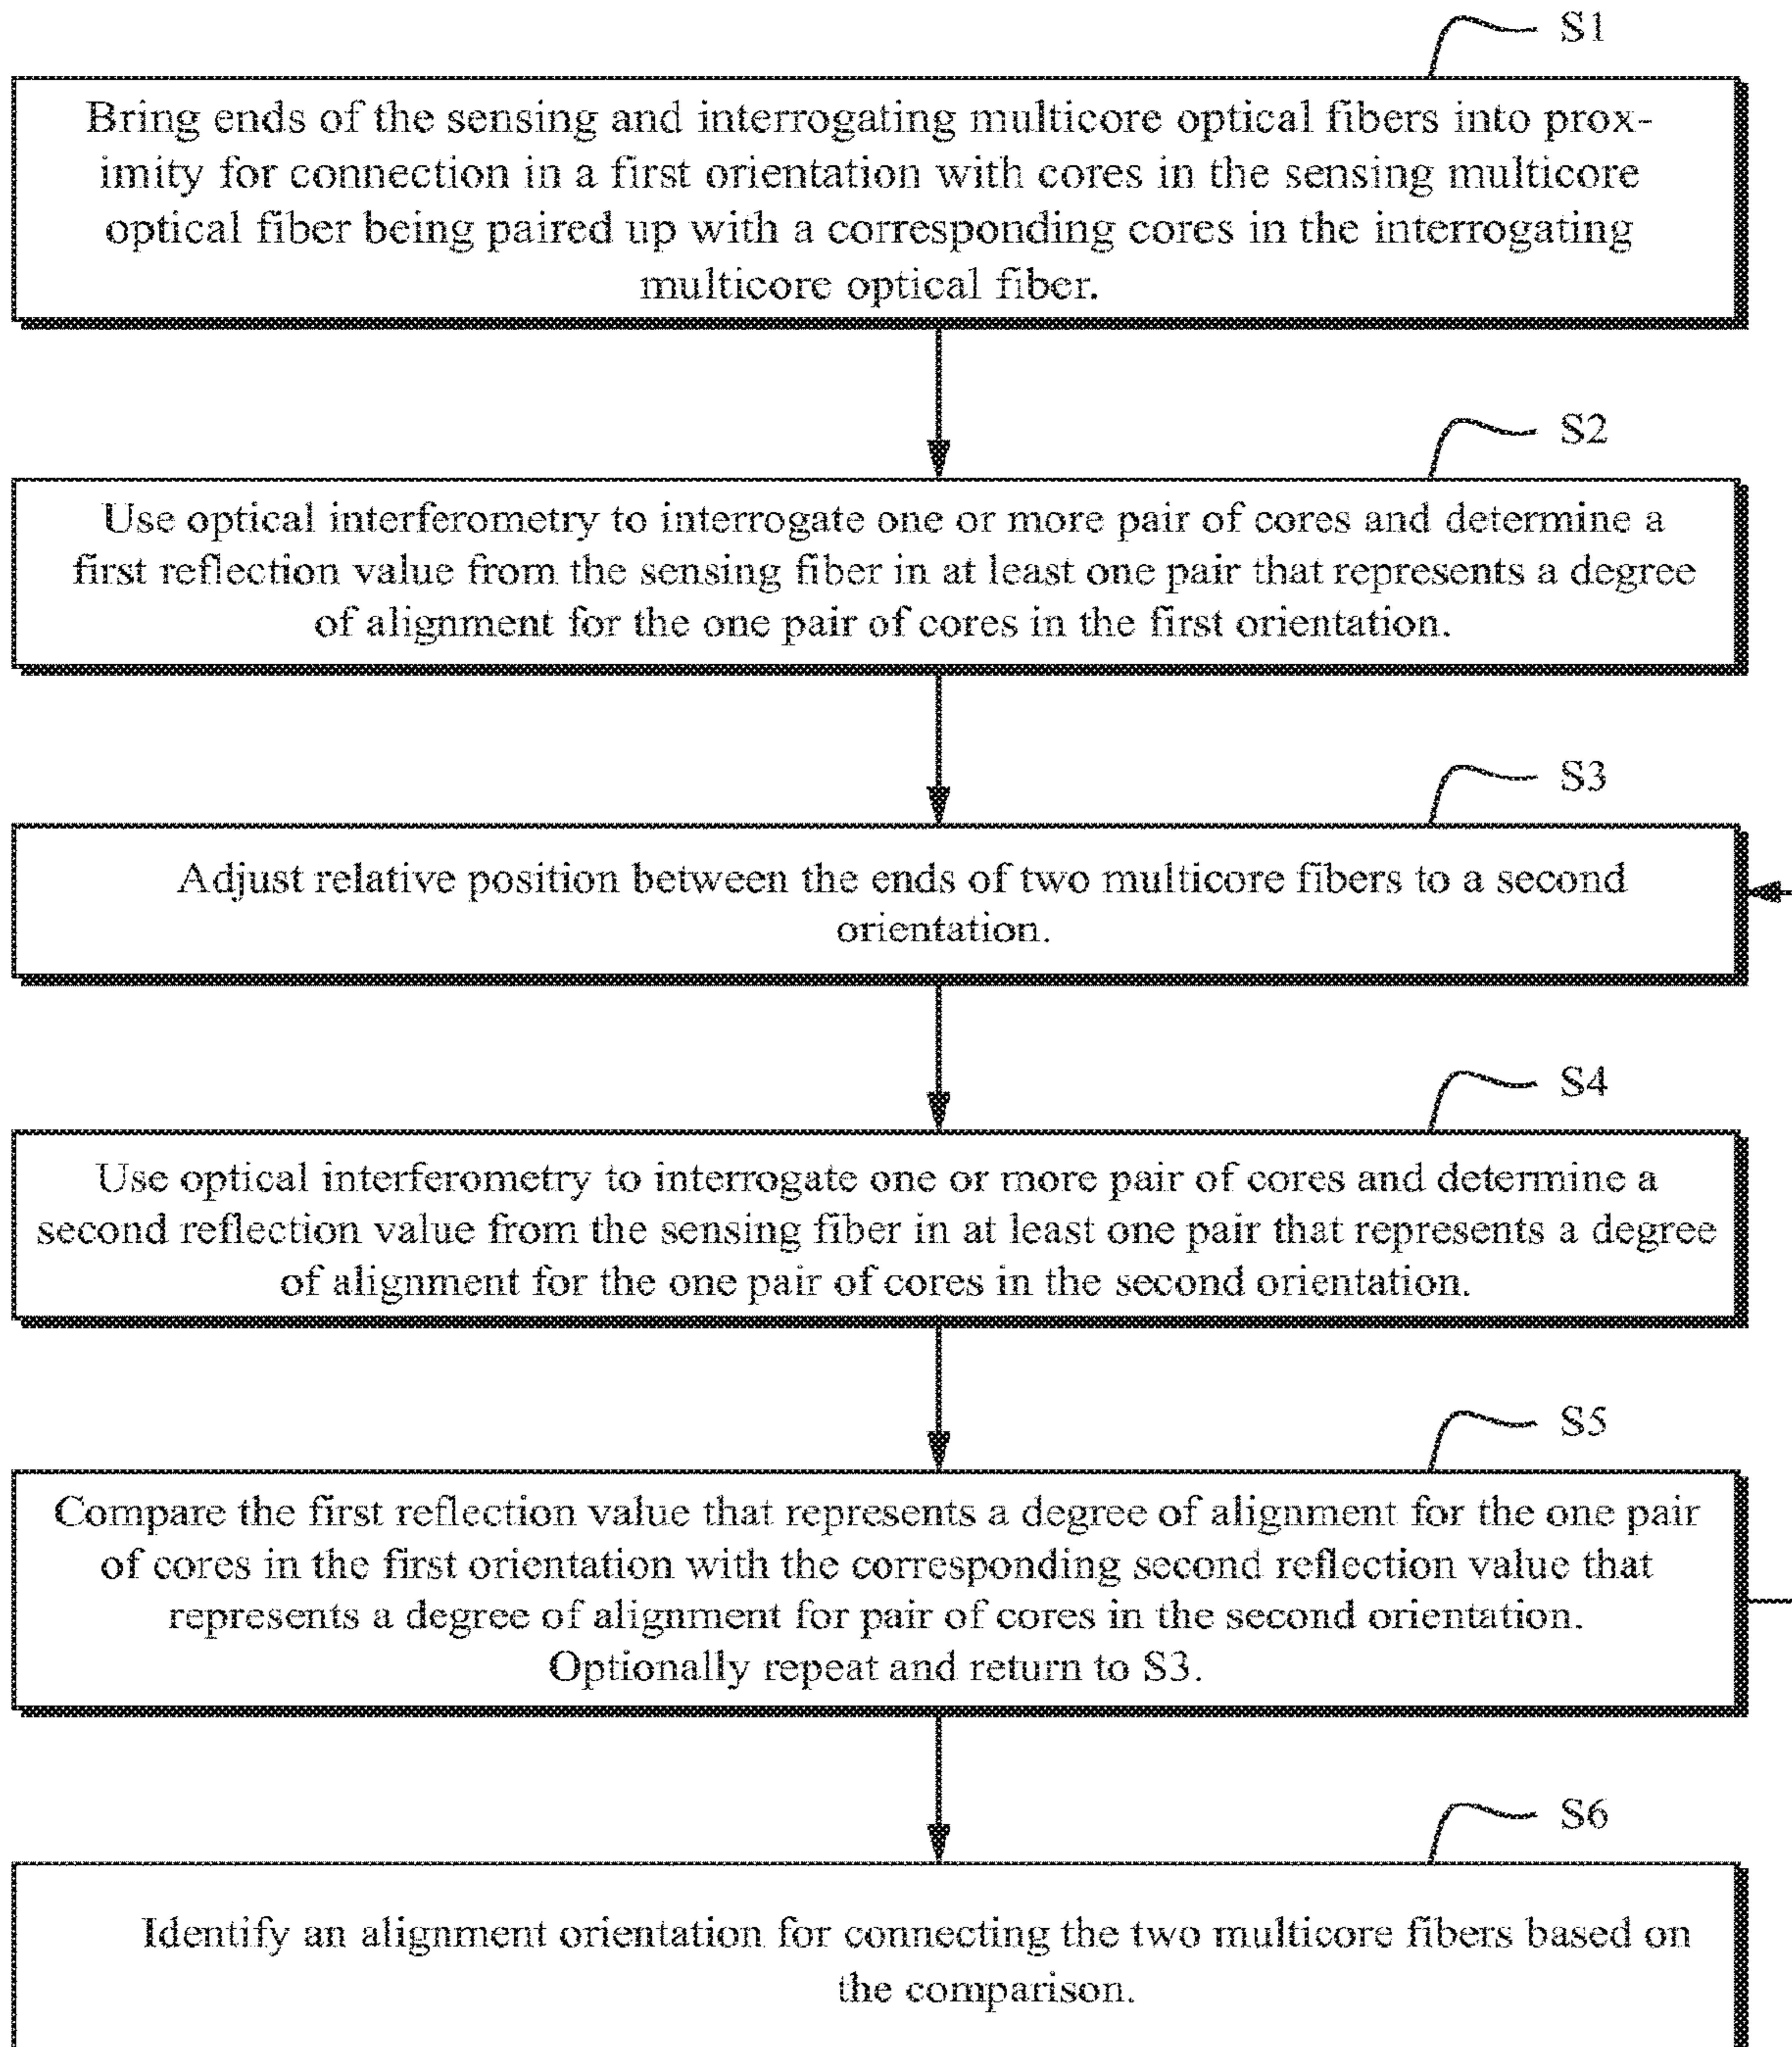 S1
Bring ends of the sensing and interrogating multicore optical fibers into prox-
imity for connection in a first orientation with cores in the sensing multicore
optical fiber being paired up with a corresponding cores in the interrogating
multicore optical fiber.
S2
Use optical interferometry to interrogate one or more pair of cores and determine a
first reflection value from the sensing fiber in at least one pair that represents a degree
of alignment for the one pair of cores in the first orientation.
S3
Adjust relative position between the ends of two multicore fibers to a second
orientation.
S4
Use optical interferometry to interrogate one or more pair of cores and determine a
second reflection value from the sensing fiber in at least one pair that represents a degree
of alignment for the one pair of cores in the second orientation.
S5
Compare the first reflection value that represents a degree of alignment for the one pair
of cores in the first orientation with the corresponding second reflection value that
represents a degree of alignment for pair of cores in the second orientation.
Optionally repeat and return to S3.
S6
Identify an alignment orientation for connecting the two multicore fibers based on
the comparison.